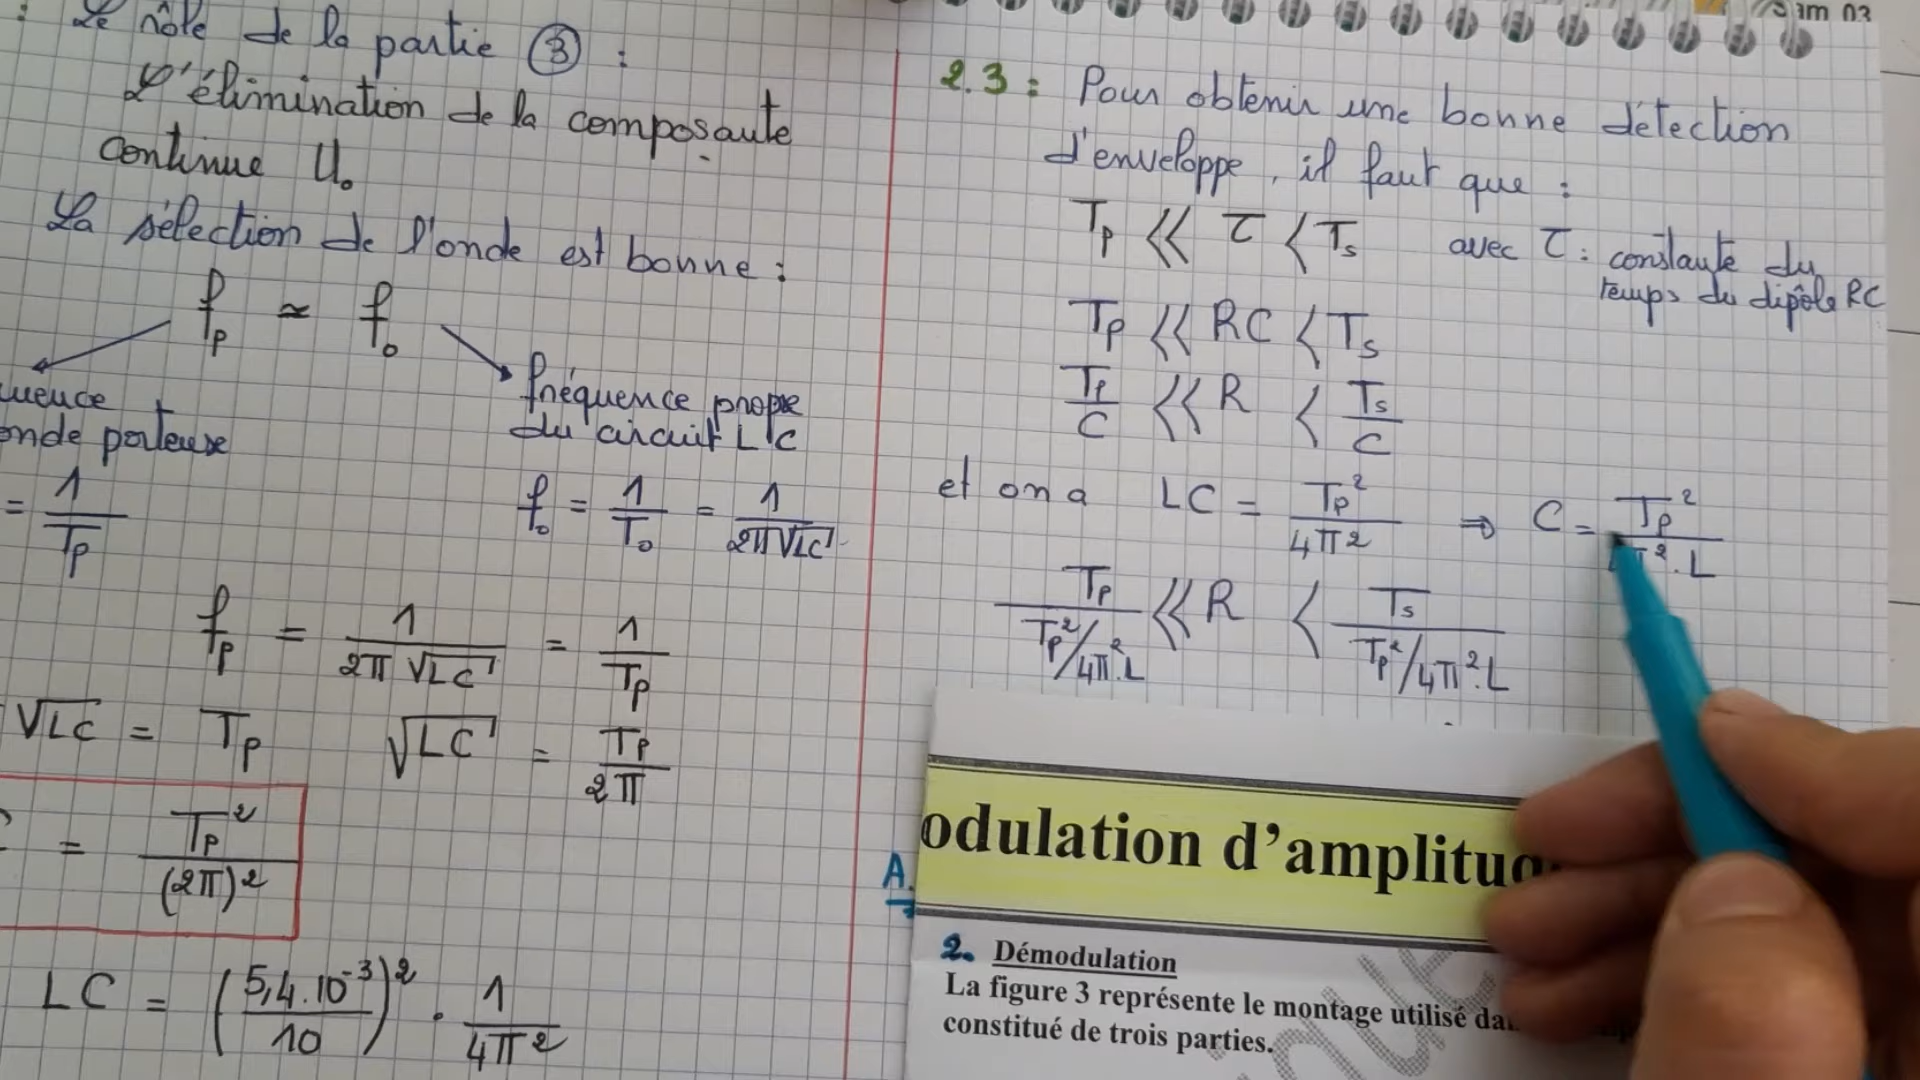 Le rôle de la partie ③ :
L'élimination de la composante
continue U₀
La sélection de l'onde est bonne :
fp ≃ f₀
fréquence propre
du circuit LC
onde porteuse
= 1/Tp
f₀ = 1/T₀ = 1/2π√LC
fp = 1/2π√LC = 1/Tp
√LC = Tp √LC = Tp/2π
= Tp²/(2π)²
LC = (5,4.10⁻³/10)² . 1/4π²
2.3 : Pour obtenir une bonne détection
d'enveloppe, il faut que :
Tp << τ < Ts avec τ : constante du
temps du dipôle RC
Tp << RC < Ts
Tp/C << R < Ts/C
et on a LC = Tp²/4π² ⇒ C = Tp²/π².L
Tp/Tp²/4π².L << R < Ts/Tp²/4π².L
odulation d'amplitud
A.
2. Démodulation
La figure 3 représente le montage utilisé da
constitué de trois parties.